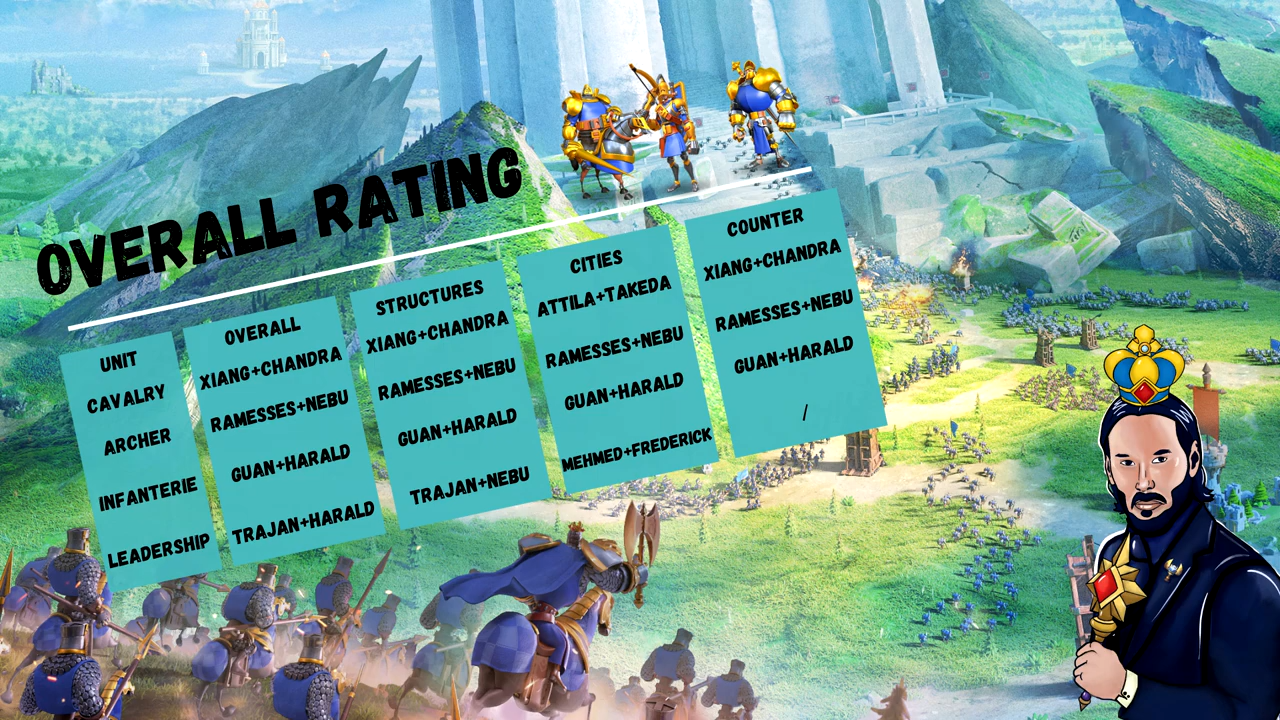 OVERALL RATING
UNIT
CAVALRY
ARCHER
INFANTERIE
LEADERSHIP
OVERALL
XIANG+CHANDRA
RAMESSES+NEBU
GUAN+HARALD
TRAJAN+HARALD
STRUCTURES
XIANG+CHANDRA
RAMESSES+NEBU
GUAN+HARALD
TRAJAN+NEBU
CITIES
ATTILA+TAKEDA
RAMESSES+NEBU
GUAN+HARALD
MEHMED+FREDERICK
COUNTER
XIANG+CHANDRA
RAMESSES+NEBU
GUAN+HARALD
/